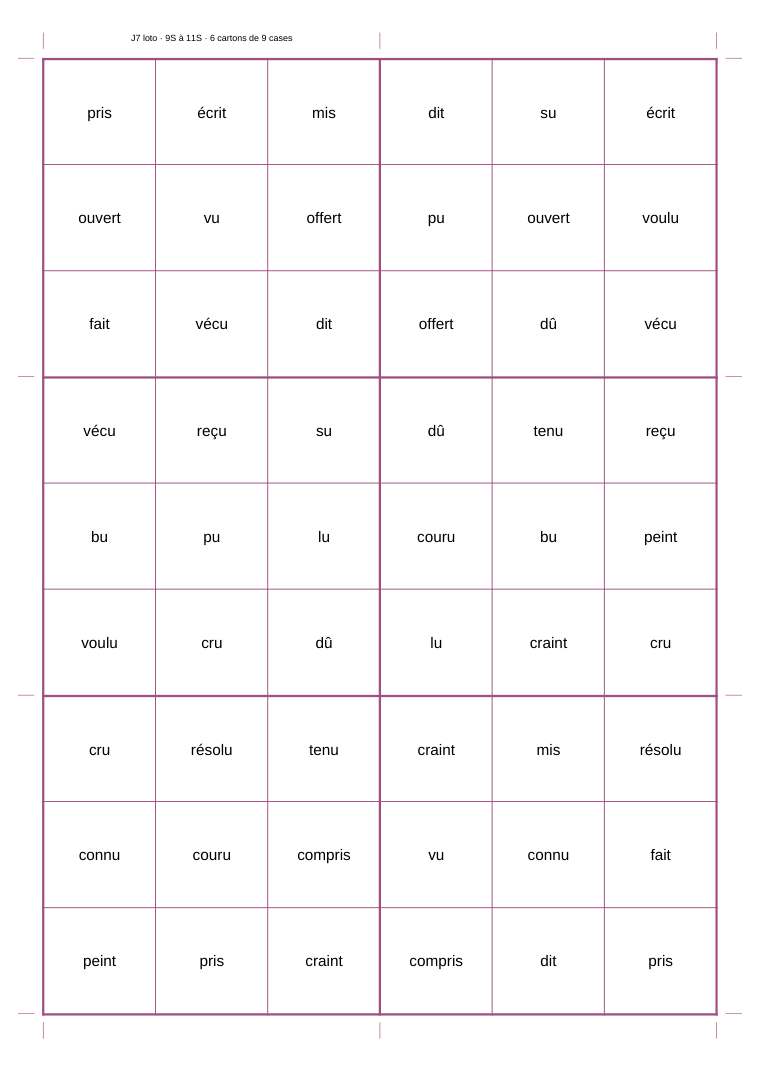 J7 loto · 9S à 11S · 6 cartons de 9 cases
pris écrit mis dit su écrit
ouvert vu offert pu ouvert voulu
fait vécu dit offert dû vécu
vécu reçu su dû tenu reçu
bu pu lu couru bu peint
voulu cru dû lu craint cru
cru résolu tenu craint mis résolu
connu couru compris vu connu fait
peint pris craint compris dit pris